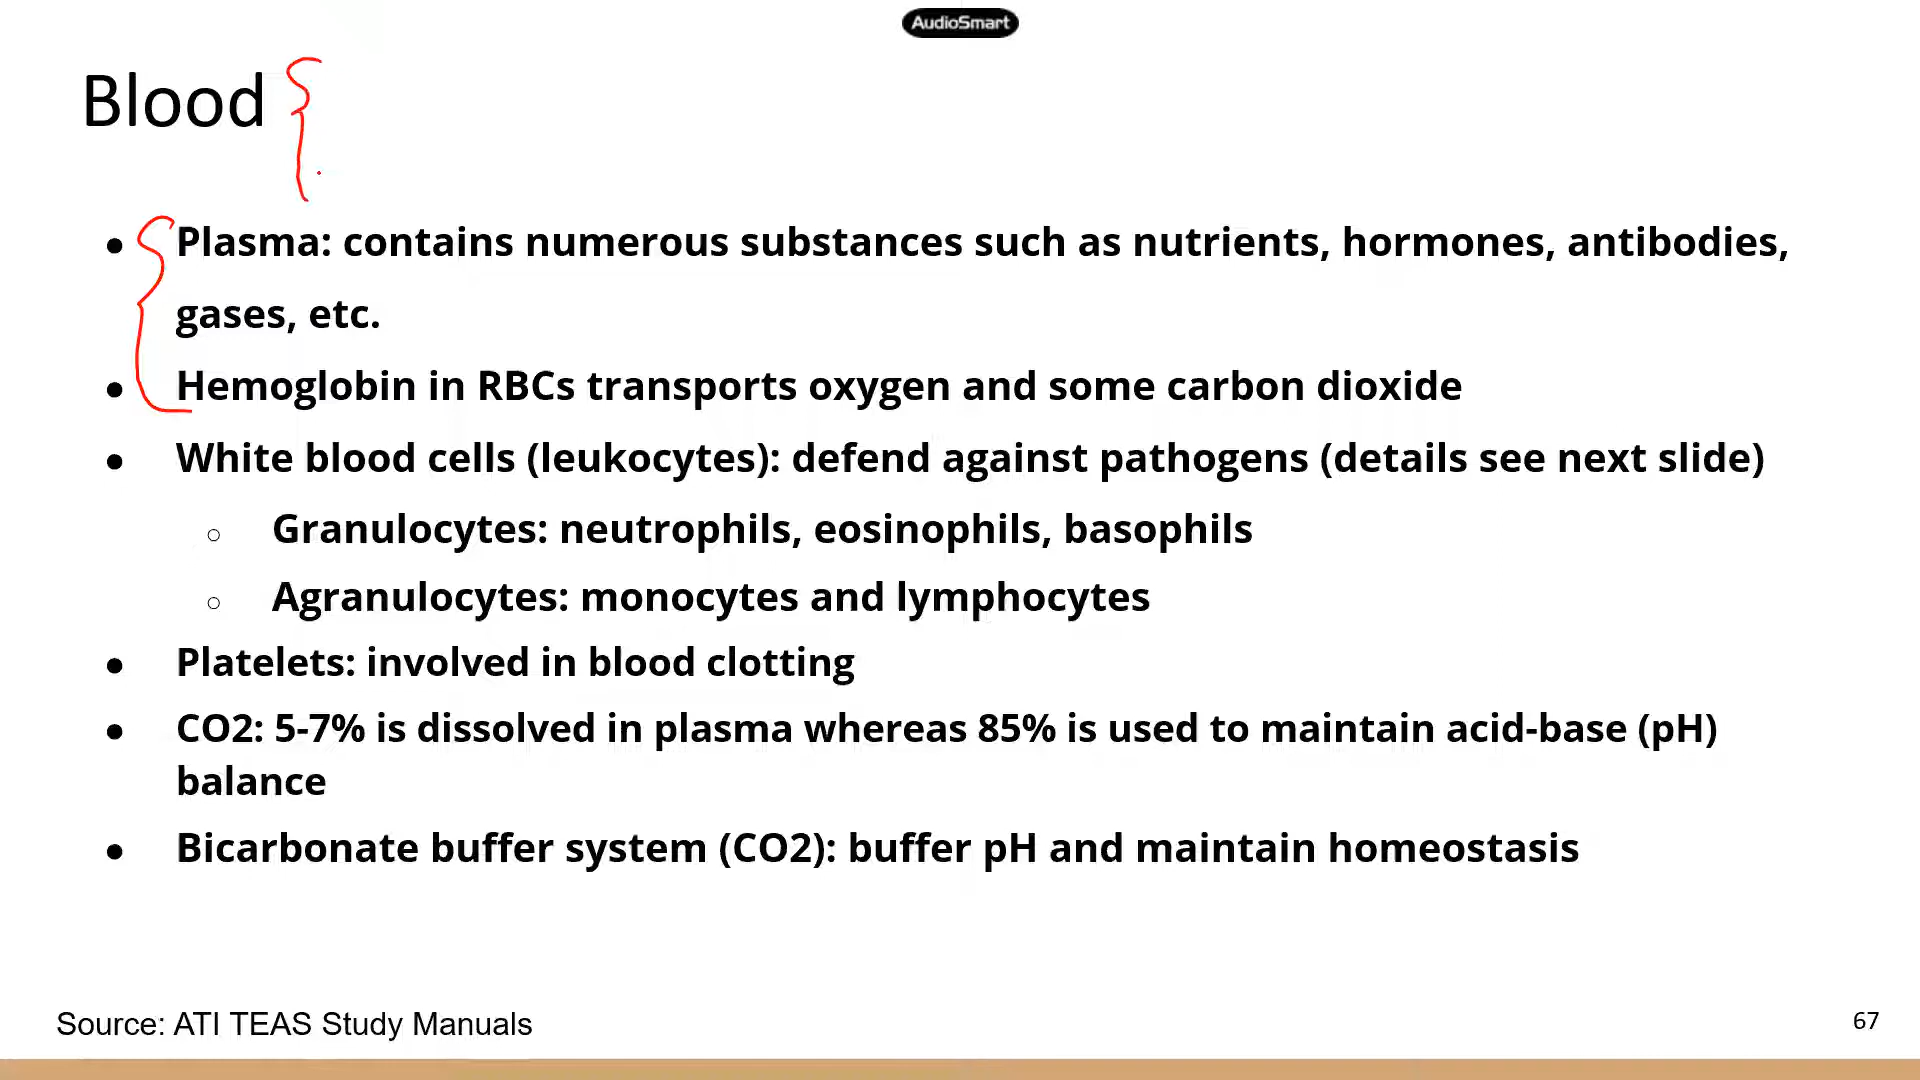 AudioSmart
Blood
● Plasma: contains numerous substances such as nutrients, hormones, antibodies,
gases, etc.
● Hemoglobin in RBCs transports oxygen and some carbon dioxide
● White blood cells (leukocytes): defend against pathogens (details see next slide)
○ Granulocytes: neutrophils, eosinophils, basophils
○ Agranulocytes: monocytes and lymphocytes
● Platelets: involved in blood clotting
● CO2: 5-7% is dissolved in plasma whereas 85% is used to maintain acid-base (pH)
balance
● Bicarbonate buffer system (CO2): buffer pH and maintain homeostasis
Source: ATI TEAS Study Manuals
67